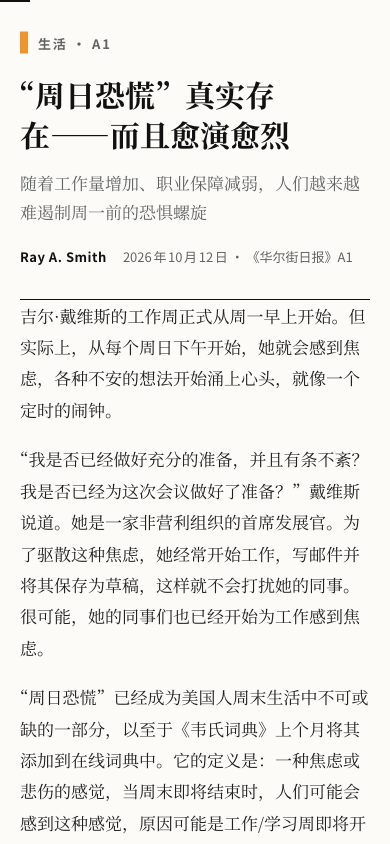 生活 · A1
“周日恐慌”真实存
在——而且愈演愈烈
随着工作量增加、职业保障减弱，人们越来越
难遏制周一前的恐惧螺旋
Ray A. Smith 2026年10月12日 · 《华尔街日报》A1
吉尔·戴维斯的工作周正式从周一早上开始。但
实际上，从每个周日下午开始，她就会感到焦
虑，各种不安的想法开始涌上心头，就像一个
定时的闹钟。
“我是否已经做好充分的准备，并且有条不紊？
我是否已经为这次会议做好了准备？”戴维斯
说道。她是一家非营利组织的首席发展官。为
了驱散这种焦虑，她经常开始工作，写邮件并
将其保存为草稿，这样就不会打扰她的同事。
很可能，她的同事们也已经开始为工作感到焦
虑。
“周日恐慌”已经成为美国人周末生活中不可或
缺的一部分，以至于《韦氏词典》上个月将其
添加到在线词典中。它的定义是：一种焦虑或
悲伤的感觉，当周末即将结束时，人们可能会
感到这种感觉，原因可能是工作/学习周即将开